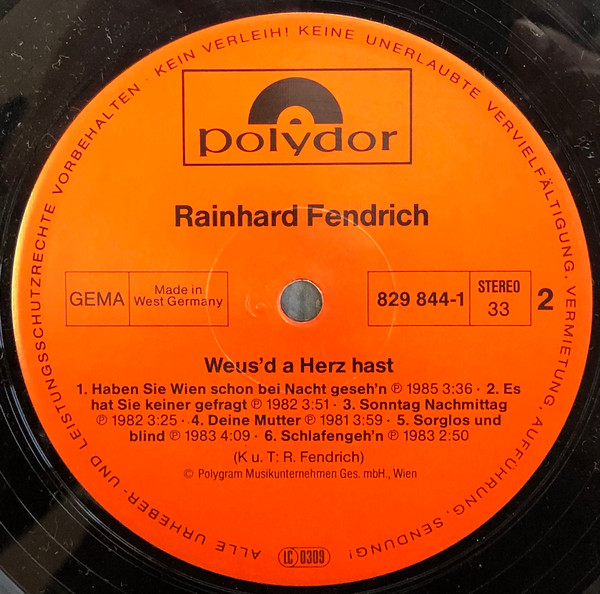 ALLE URHEBER- UND LEISTUNGSSCHUTZRECHTE VORBEHALTEN · KEIN VERLEIH! KEINE UNERLAUBTE VERVIELFÄLTIGUNG, VERMIETUNG, AUFFÜHRUNG, SENDUNG!
polydor
Rainhard Fendrich
GEMA
Made in
West Germany
829 844-1
STEREO
33
2
Weus'd a Herz hast
1. Haben Sie Wien schon bei Nacht geseh'n ℗ 1985 3:36 · 2. Es
hat Sie keiner gefragt ℗ 1982 3:51 · 3. Sonntag Nachmittag
℗ 1982 3:25 · 4. Deine Mutter ℗ 1981 3:59 · 5. Sorglos und
blind ℗ 1983 4:09 · 6. Schlafengeh'n ℗ 1983 2:50
(K u. T: R. Fendrich)
© Polygram Musikunternehmen Ges. mbH., Wien
LC 0309